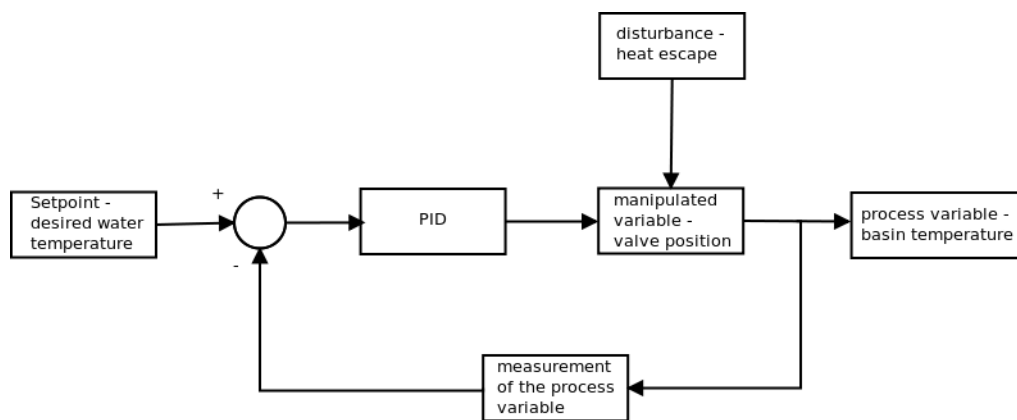 disturbance -
heat escape
+
Setpoint -
desired water
temperature
PID
manipulated
variable -
valve position
process variable -
basin temperature
-
measurement
of the process
variable